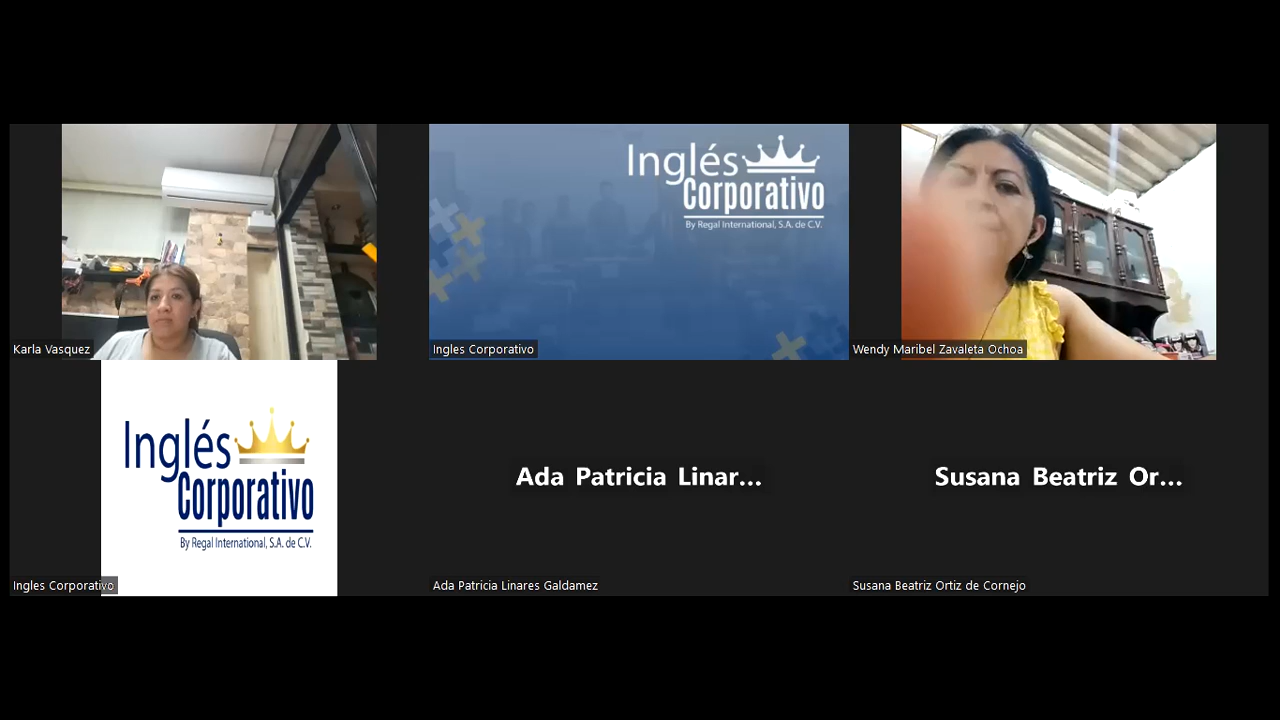 Inglés
Corporativo
By Regal International, S.A. de C.V.
Karla Vasquez
Ingles Corporativo
Wendy Maribel Zavaleta Ochoa
Inglés
Corporativo
By Regal International, S.A. de C.V.
Ada Patricia Linar...
Susana Beatriz Or...
Ingles Corporativo
Ada Patricia Linares Galdamez
Susana Beatriz Ortiz de Cornejo